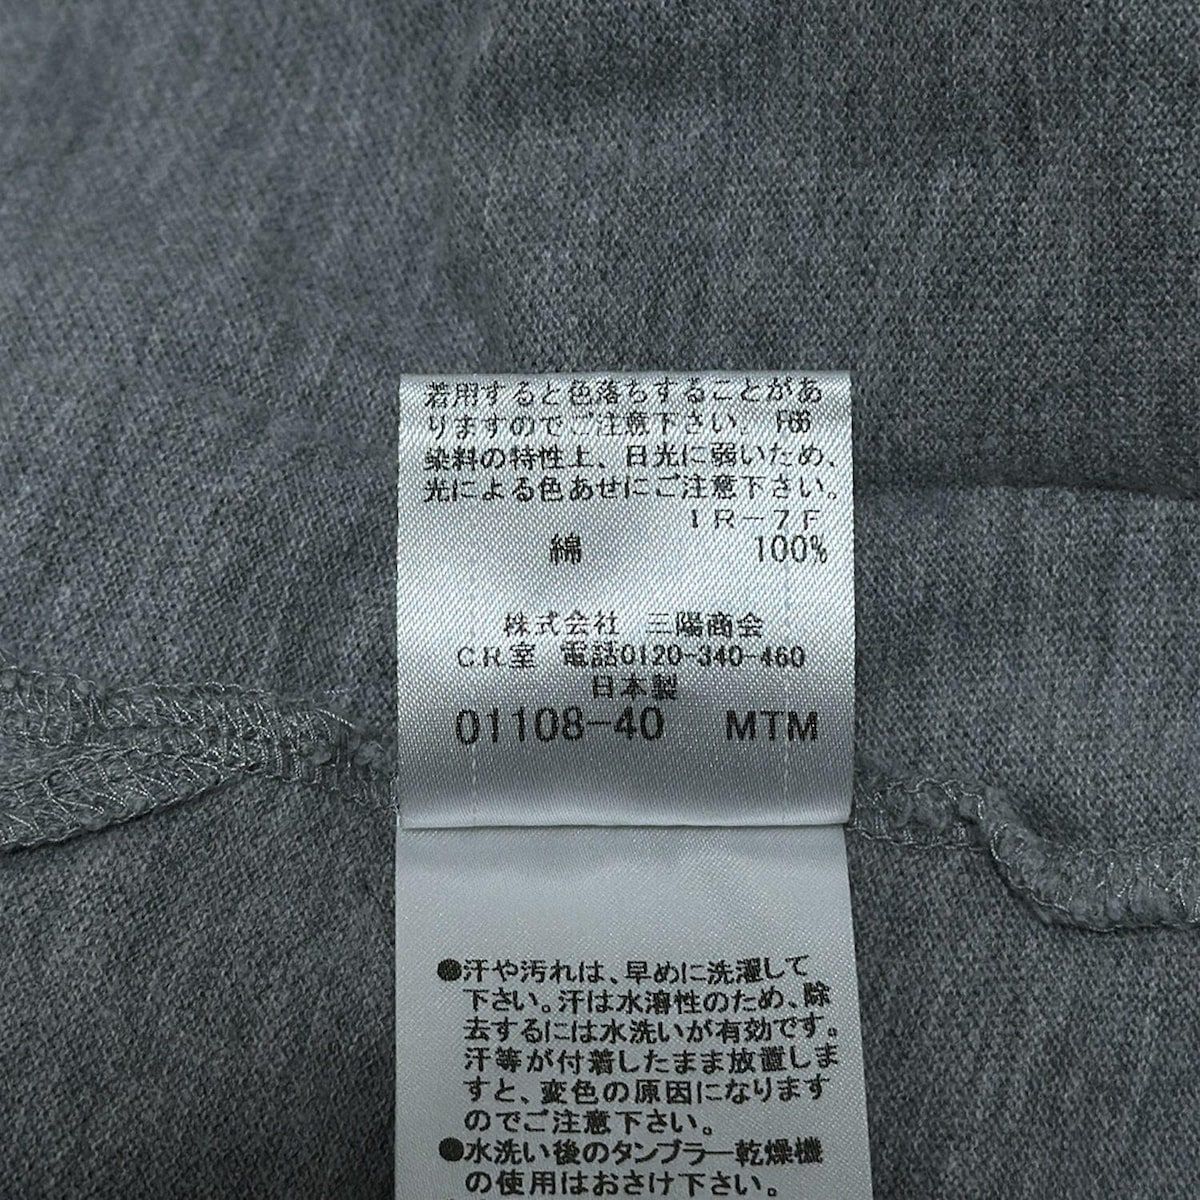 着用すると色落ちすることがあ
りますのでご注意下さい。 F66
染料の特性上、日光に弱いため、
光による色あせにご注意下さい。
IR-7F
綿 100%
株式会社 三陽商会
C.R.室 電話0120-340-460
日本製
01108-40 MTM
●汗や汚れは、早めに洗濯して
下さい。汗は水溶性のため、除
去するには水洗いが有効です。
汗等が付着したまま放置しま
すと、変色の原因になります
のでご注意下さい。
●水洗い後のタンブラー乾燥機
の使用はおさけ下さい。